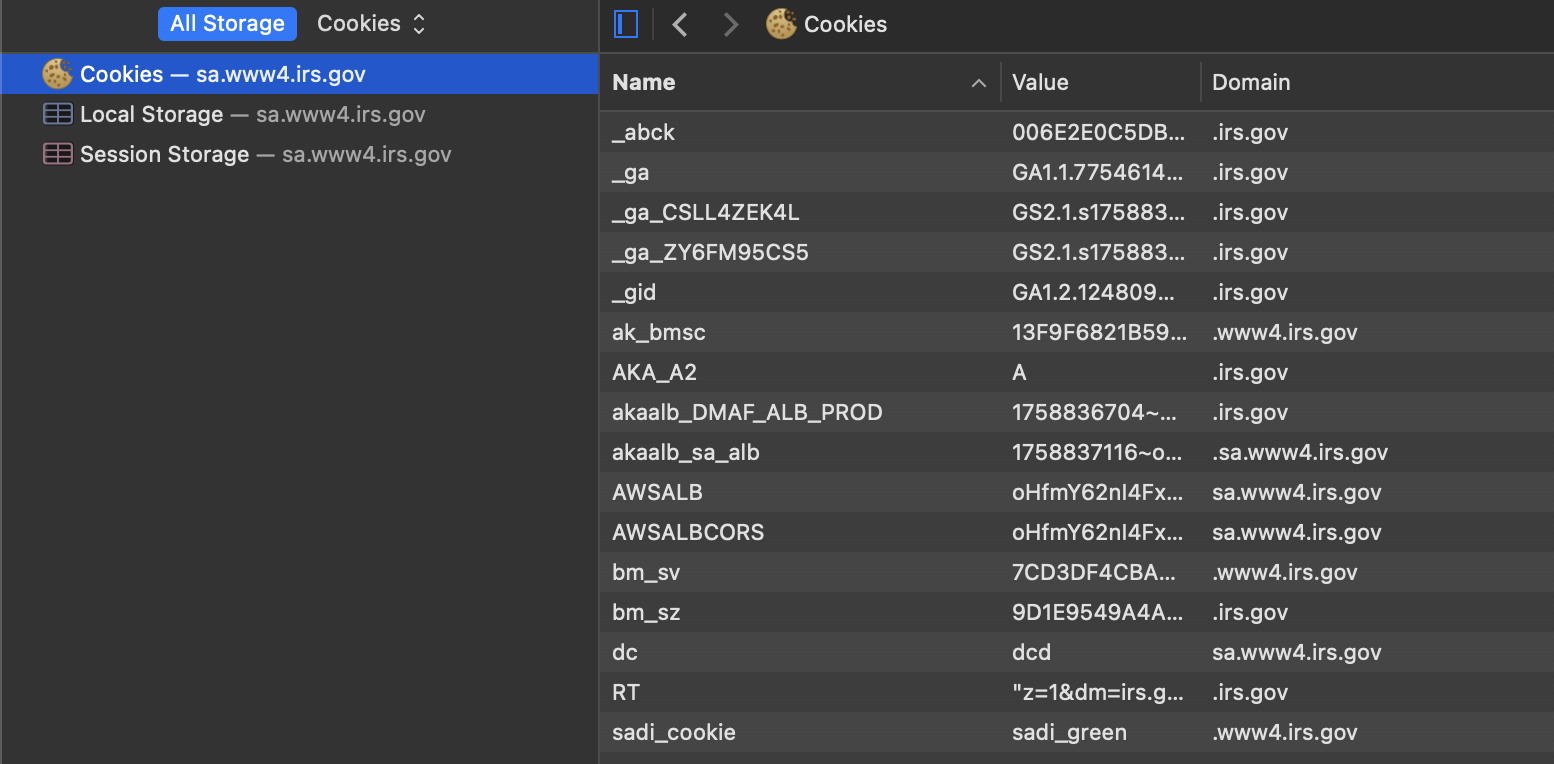 All Storage Cookies
Cookies — sa.www4.irs.gov
Local Storage — sa.www4.irs.gov
Session Storage — sa.www4.irs.gov
Cookies
Name Value Domain
_abck 006E2E0C5DB... .irs.gov
_ga GA1.1.7754614... .irs.gov
_ga_CSLL4ZEK4L GS2.1.s175883... .irs.gov
_ga_ZY6FM95CS5 GS2.1.s175883... .irs.gov
_gid GA1.2.124809... .irs.gov
ak_bmsc 13F9F6821B59... .www4.irs.gov
AKA_A2 A .irs.gov
akaalb_DMAF_ALB_PROD 1758836704~... .irs.gov
akaalb_sa_alb 1758837116~o... .sa.www4.irs.gov
AWSALB oHfmY62nI4Fx... sa.www4.irs.gov
AWSALBCORS oHfmY62nI4Fx... sa.www4.irs.gov
bm_sv 7CD3DF4CBA... .www4.irs.gov
bm_sz 9D1E9549A4A... .irs.gov
dc dcd sa.www4.irs.gov
RT "z=1&dm=irs.g... .irs.gov
sadi_cookie sadi_green .www4.irs.gov